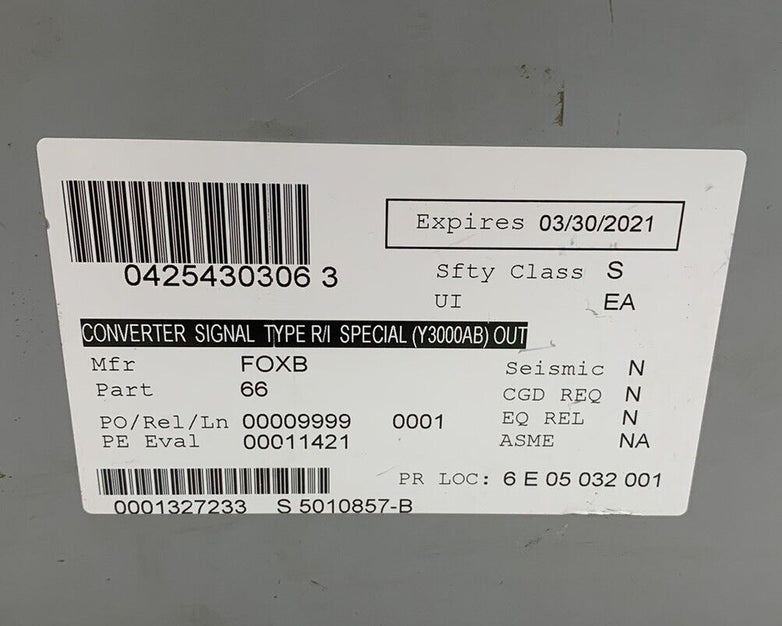 Expires 03/30/2021
0425430306 3
Sfty Class S
UI EA
CONVERTER SIGNAL TYPE R/I SPECIAL (Y3000AB) OUT
Mfr FOXB
Seismic N
Part 66
CGD REQ N
PO/Rel/Ln 00009999 0001
EQ REL N
PE Eval 00011421
ASME NA
PR LOC: 6 E 05 032 001
0001327233 S 5010857-B